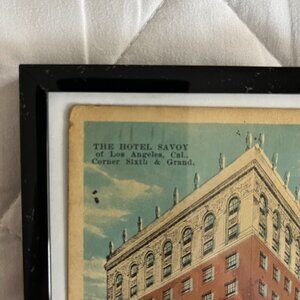 THE HOTEL SAVOY
of Los Angeles, Cal.,
Corner Sixth & Grand.